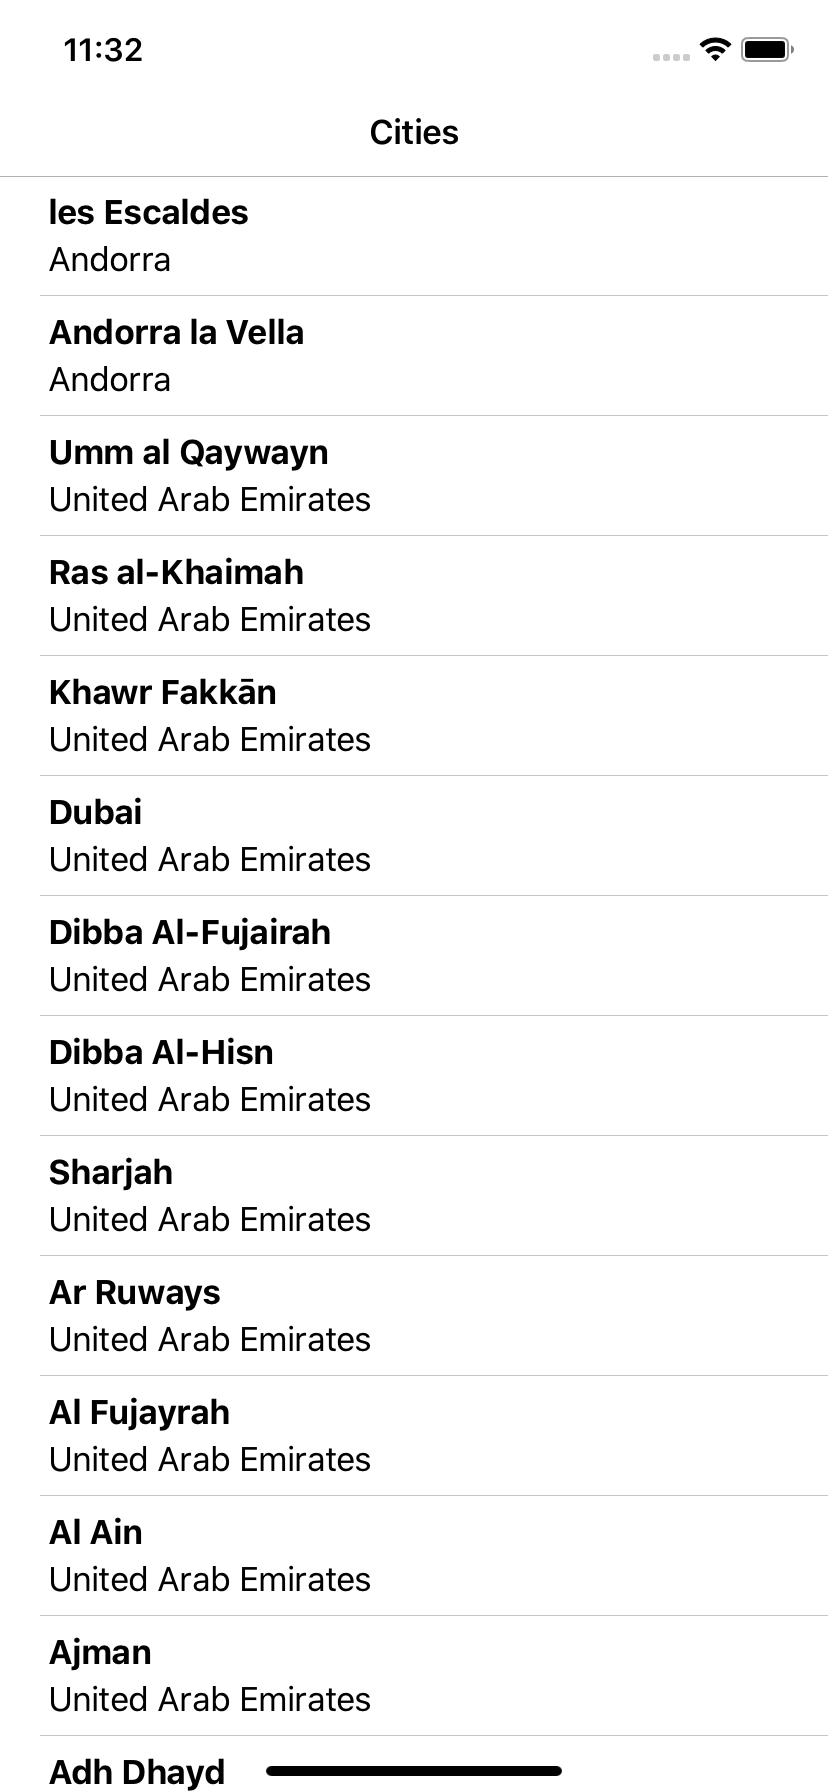 11:32
Cities
les Escaldes
Andorra
Andorra la Vella
Andorra
Umm al Qaywayn
United Arab Emirates
Ras al-Khaimah
United Arab Emirates
Khawr Fakkān
United Arab Emirates
Dubai
United Arab Emirates
Dibba Al-Fujairah
United Arab Emirates
Dibba Al-Hisn
United Arab Emirates
Sharjah
United Arab Emirates
Ar Ruways
United Arab Emirates
Al Fujayrah
United Arab Emirates
Al Ain
United Arab Emirates
Ajman
United Arab Emirates
Adh Dhayd